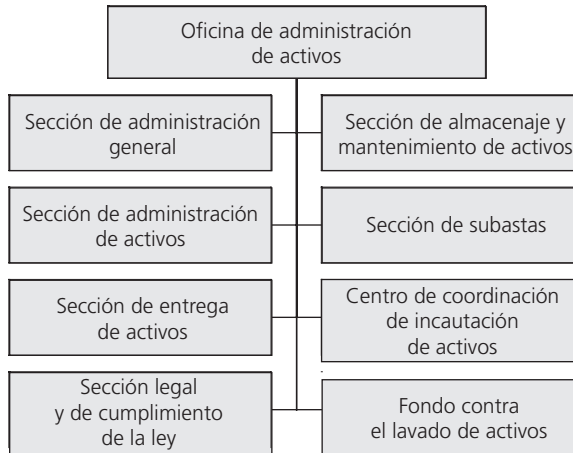 Oficina de administración
de activos
Sección de administración
general
Sección de almacenaje y
mantenimiento de activos
Sección de administración
de activos
Sección de subastas
Sección de entrega
de activos
Centro de coordinación
de incautación
de activos
Sección legal
y de cumplimiento
de la ley
Fondo contra
el lavado de activos